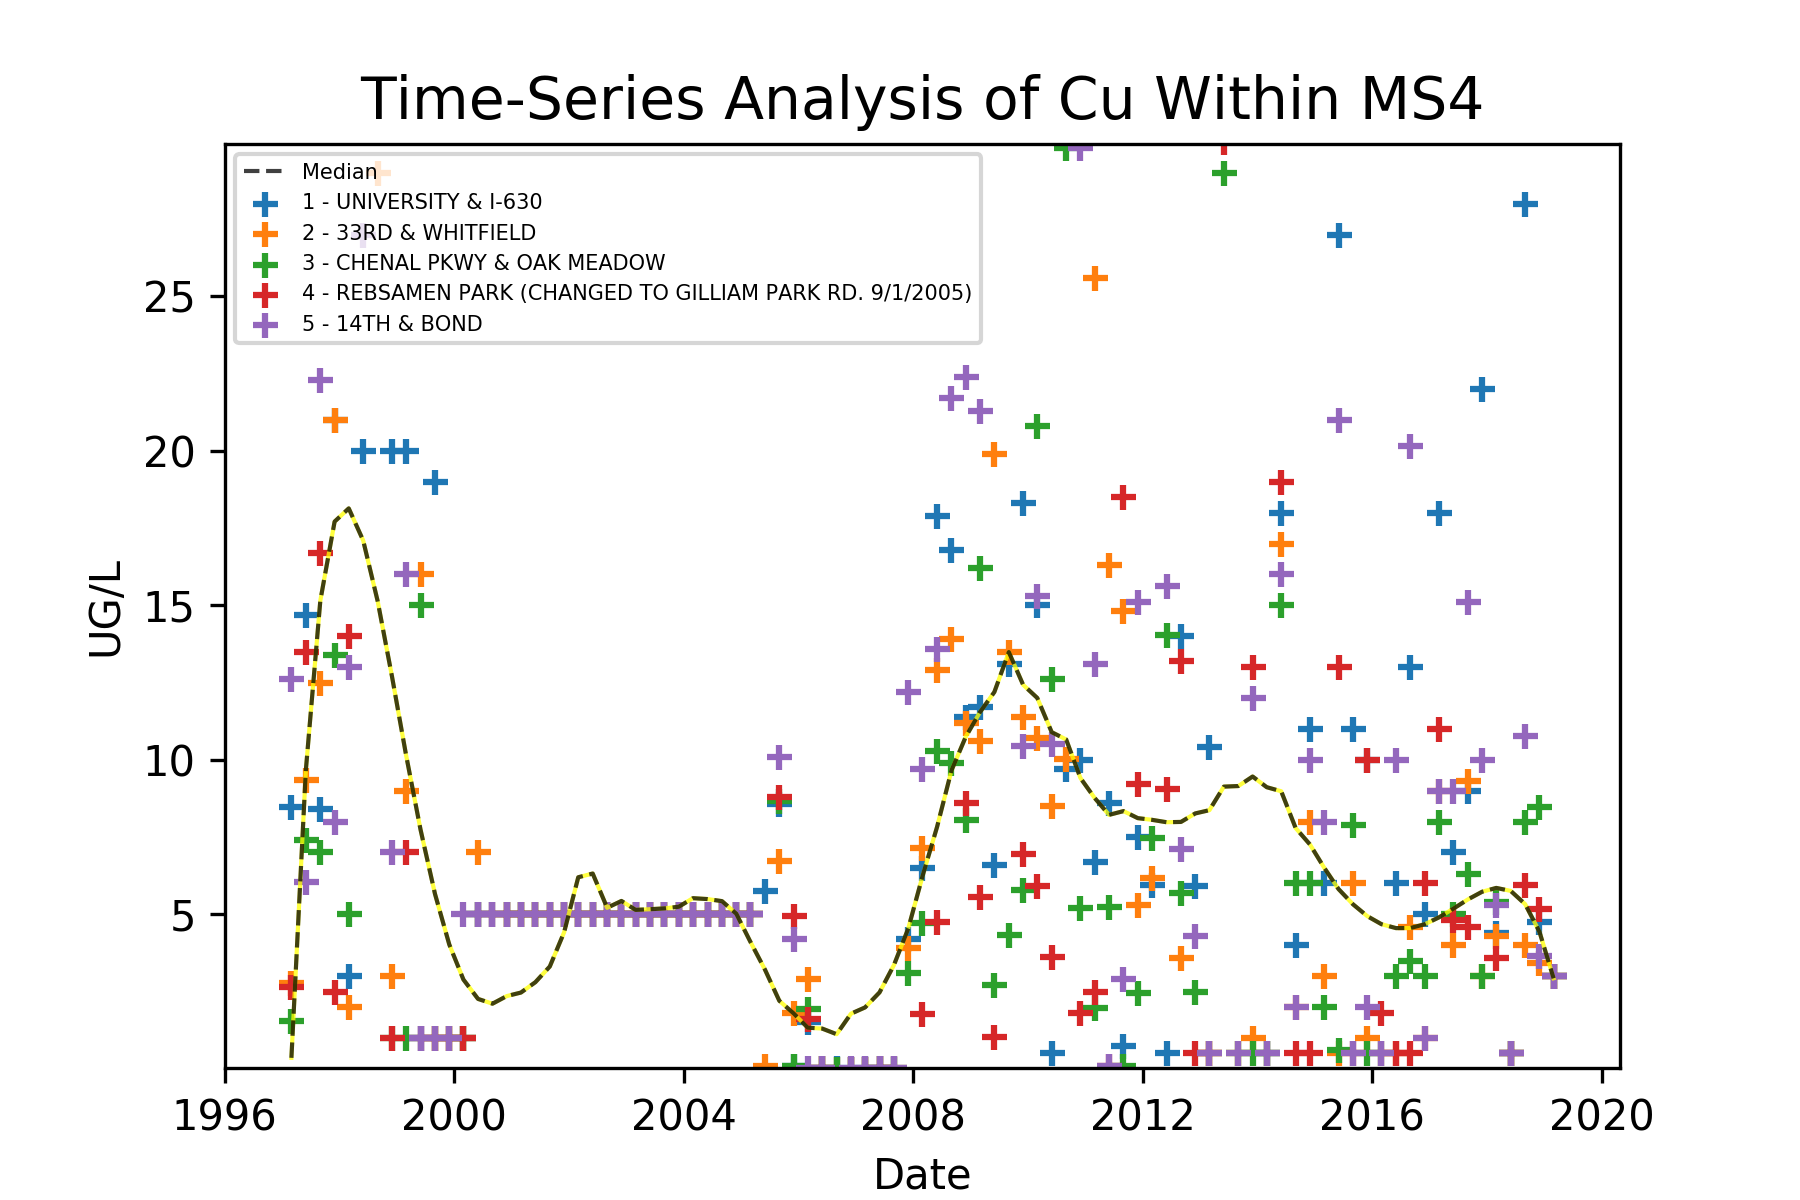 Time-Series Analysis of Cu Within MS4
Median
1 - UNIVERSITY & I-630
2 - 33RD & WHITFIELD
3 - CHENAL PKWY & OAK MEADOW
4 - REBSAMEN PARK (CHANGED TO GILLIAM PARK RD. 9/1/2005)
5 - 14TH & BOND
25
20
15
10
5
UG/L
1996 2000 2004 2008 2012 2016 2020
Date